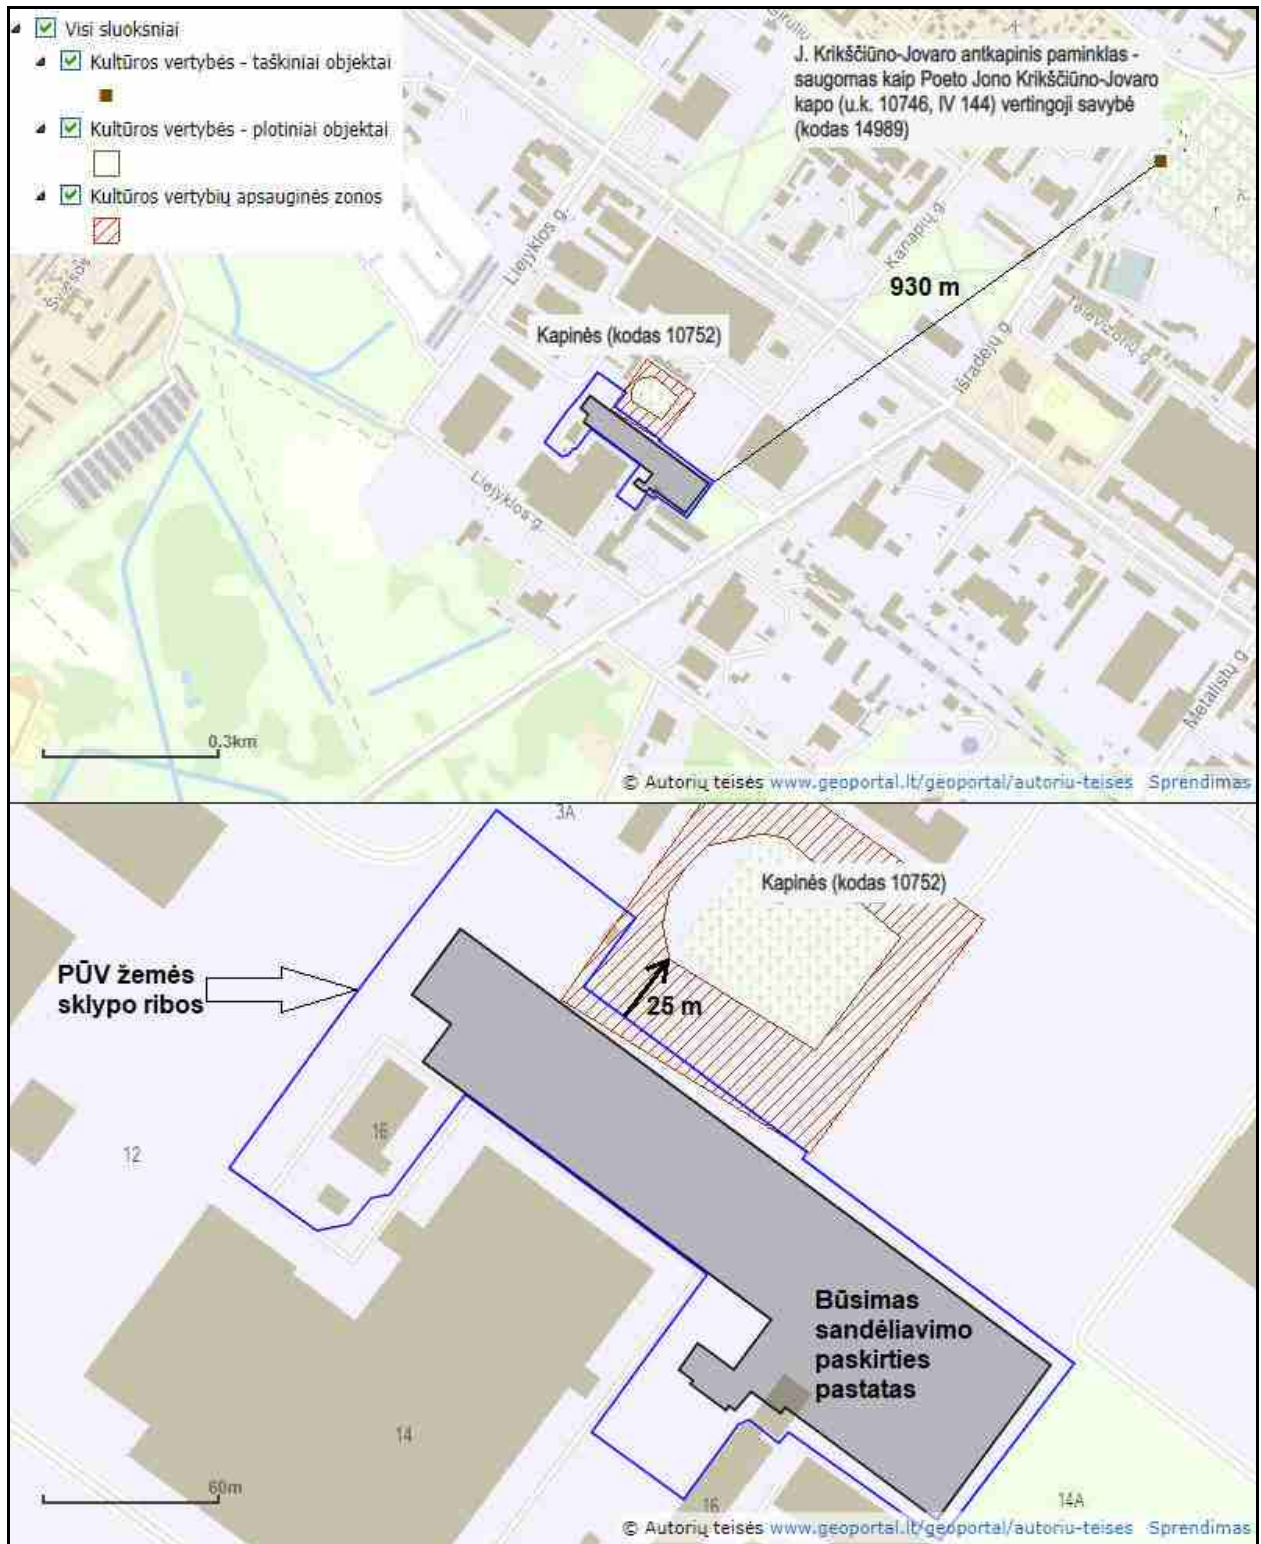 Visi sluoksniai
Kultūros vertybės - taškiniai objektai
Kultūros vertybės - plotiniai objektai
Kultūros vertybių apsauginės zonos
J. Krikščiūno-Jovaro antkapinis paminklas -
saugomas kaip Poeto Jono Krikščiūno-Jovaro
kapo (u.k. 10746, IV 144) vertingoji savybė
(kodas 14989)
Liejyklos g.
Kanapių g.
930 m
Kapinės (kodas 10752)
Išradėjų g.
Televizorių g.
Liejyklos g.
Metalistų g.
0.3km
© Autorių teisės www.geoportal.lt/geoportal/autoriu-teises Sprendimas
3A
Kapinės (kodas 10752)
PŪV žemės
sklypo ribos
25 m
16
12
Būsimas
sandėliavimo
paskirties
pastatas
14
60m
16
14A
© Autorių teisės www.geoportal.lt/geoportal/autoriu-teises Sprendimas